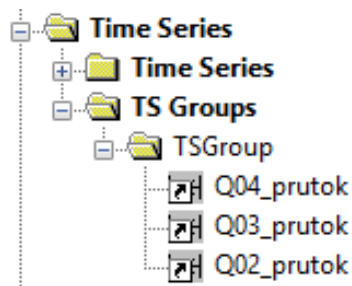 Time Series
Time Series
TS Groups
TSGroup
Q04_prutok
Q03_prutok
Q02_prutok